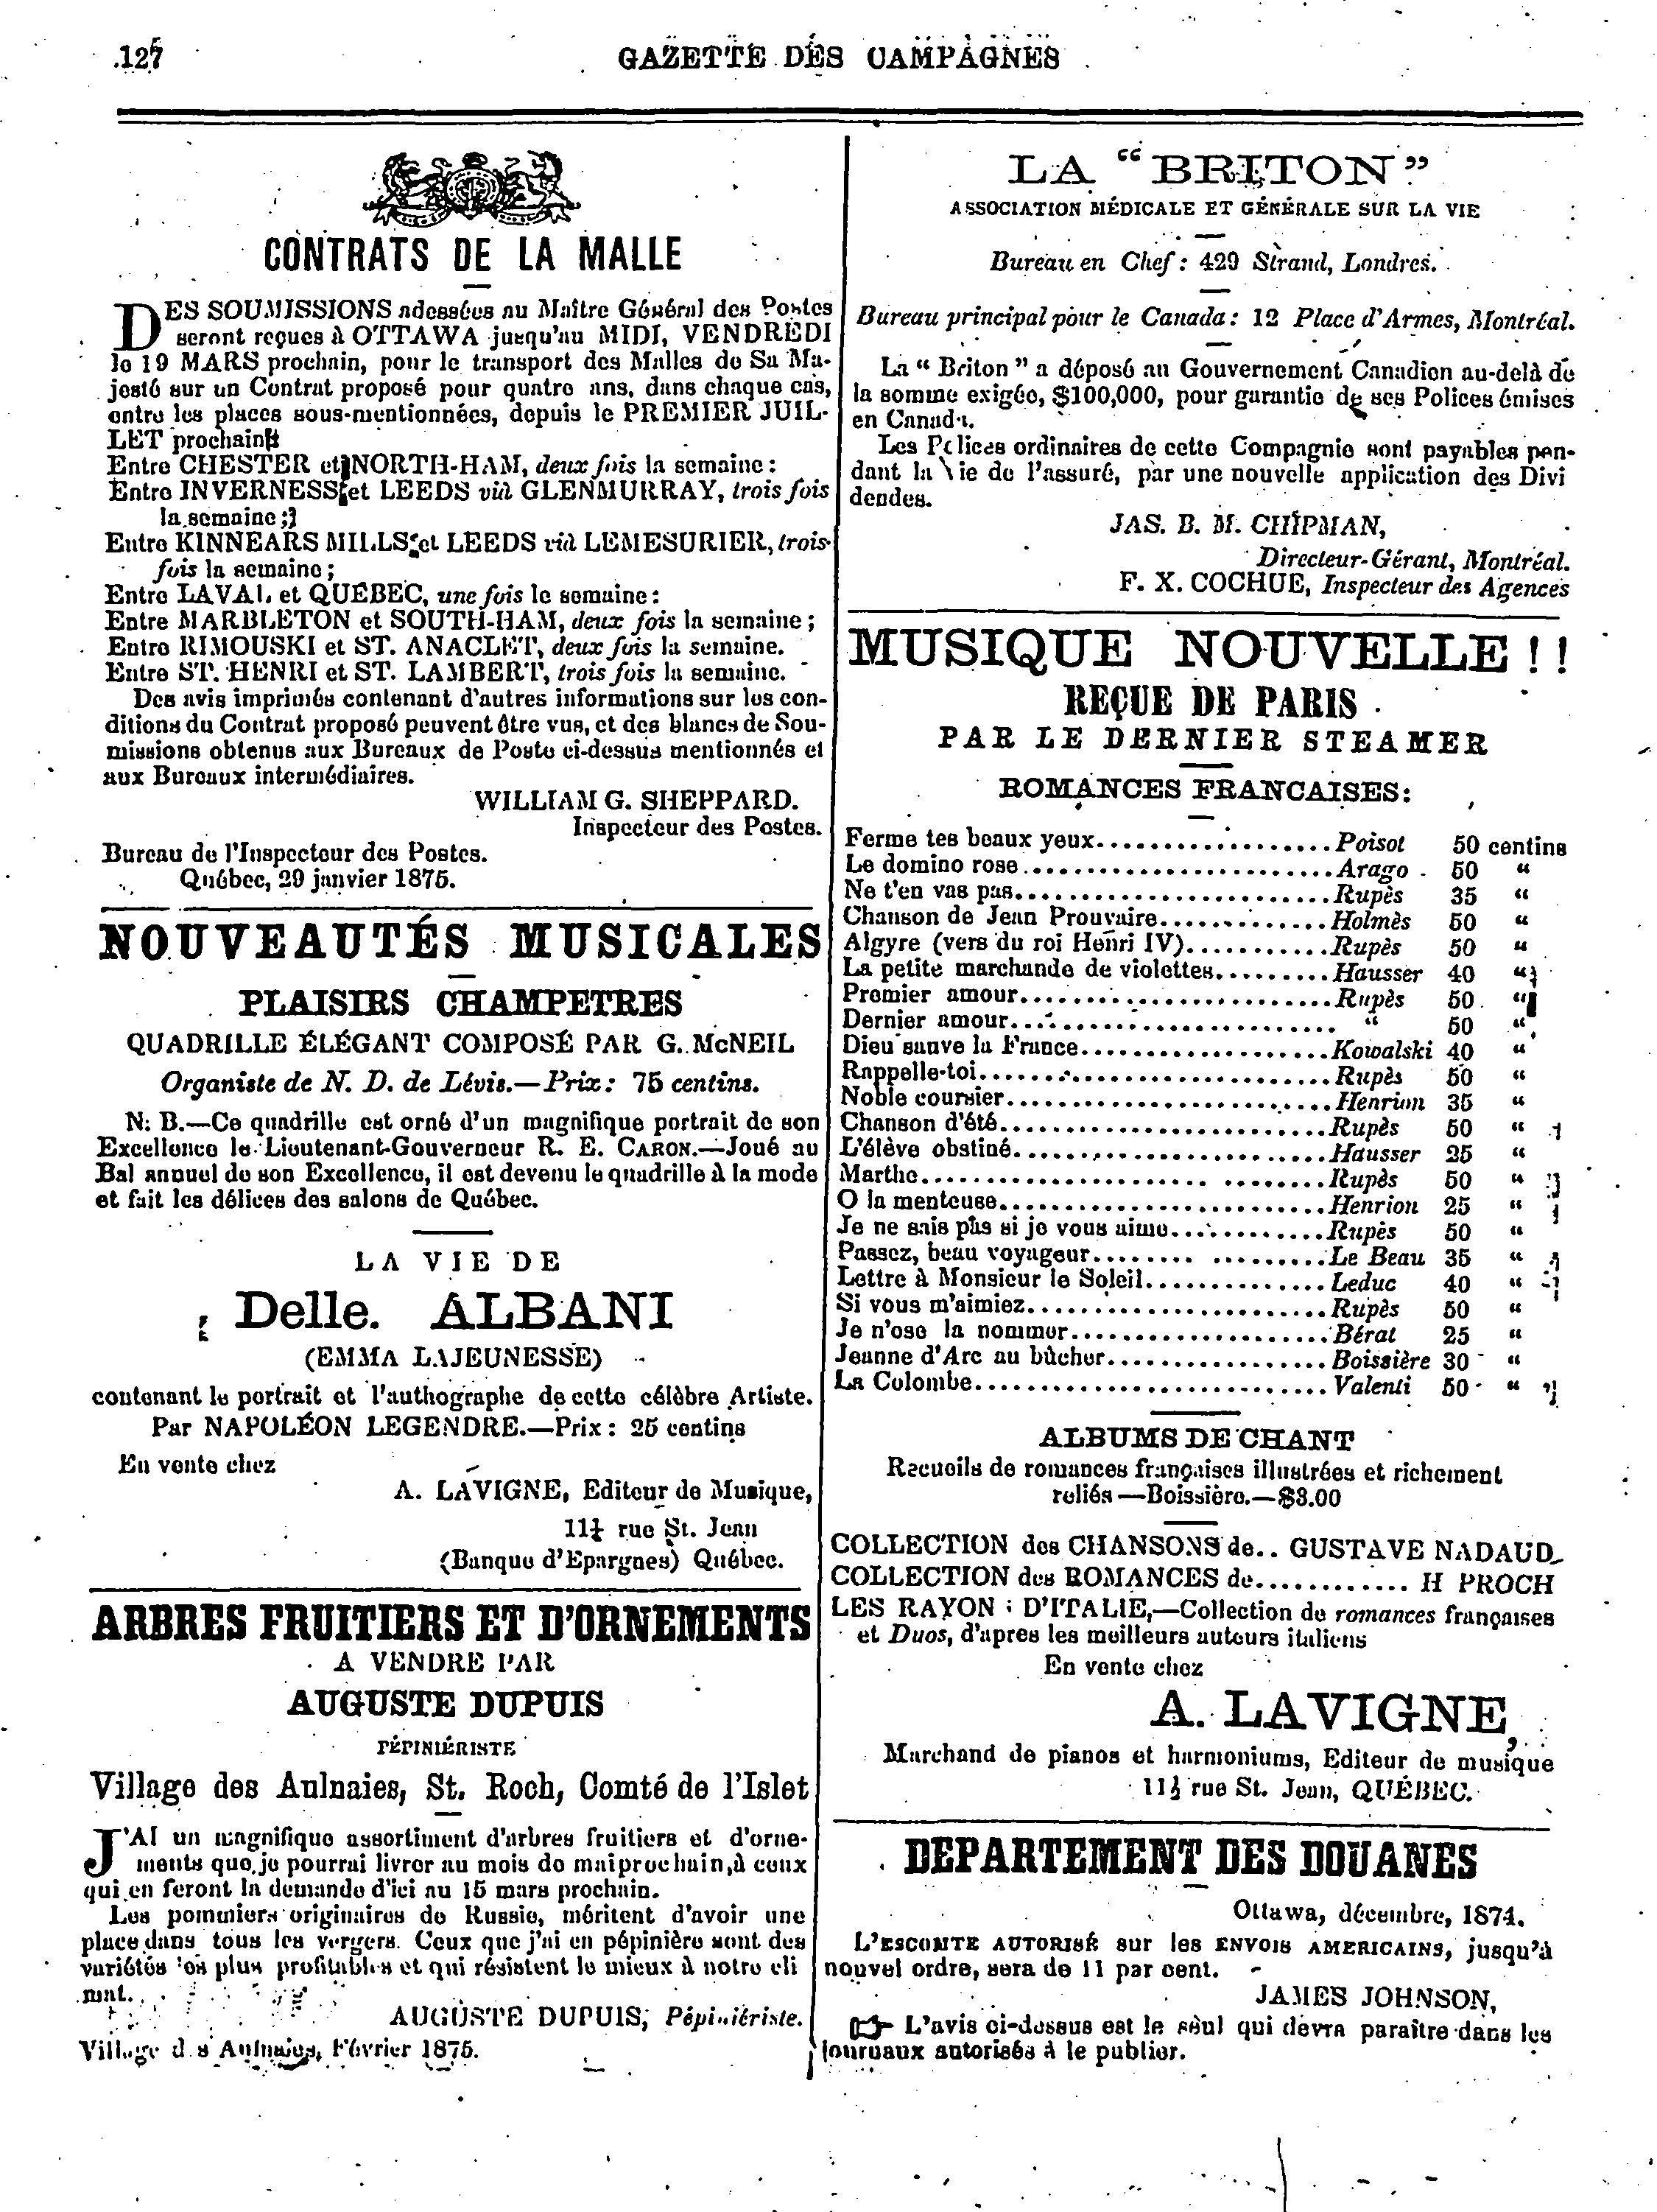 127
GAZETTE DES CAMPAGNES
CONTRATS DE LA MALLE
DES SOUMISSIONS adessées au Maître Général des Postes
seront reçues à OTTAWA jusqu'au MIDI, VENDREDI
le 19 MARS prochain, pour le transport des Malles de Sa Ma-
jesté sur un Contrat proposé pour quatre ans, dans chaque cas,
entre les places sous-mentionnées, depuis le PREMIER JUIL-
LET prochain
Entre CHESTER et NORTH-HAM, deux fois la semaine:
Entre INVERNESS et LEEDS viâ GLENMURRAY, trois fois
la semaine;
Entre KINNEARS MILLS et LEEDS viâ LEMESURIER, trois
fois la semaine;
Entre LAVAL et QUÉBEC, une fois le semaine:
Entre MARBLETON et SOUTH-HAM, deux fois la semaine;
Entre RIMOUSKI et ST. ANACLET, deux fois la semaine.
Entre ST. HENRI et ST. LAMBERT, trois fois la semaine.
Des avis imprimés contenant d'autres informations sur les con-
ditions du Contrat proposé peuvent être vus, et des blancs de Sou-
missions obtenus aux Bureaux de Poste ci-dessus mentionnés et
aux Bureaux intermédiaires.
WILLIAM G. SHEPPARD.
Inspecteur des Postes.
Bureau de l'Inspecteur des Postes.
Québec, 29 janvier 1875.
NOUVEAUTÉS MUSICALES
PLAISIRS CHAMPETRES
QUADRILLE ÉLÉGANT COMPOSÉ PAR G. McNEIL
Organiste de N. D. de Lévis.—Prix: 75 centins.
N. B.—Ce quadrille est orné d'un magnifique portrait de son
Excellence le Lieutenant-Gouverneur R. E. CARON.—Joué au
Bal annuel de son Excellence, il est devenu le quadrille à la mode
et fait les délices des salons de Québec.
LA VIE DE
Delle. ALBANI
(EMMA LAJEUNESSE)
contenant le portrait et l'authographe de cette célèbre Artiste.
Par NAPOLÉON LEGENDRE.—Prix: 25 centins
En vente chez
A. LAVIGNE, Editeur de Musique,
11½ rue St. Jean
(Banque d'Epargnes) Québec.
ARBRES FRUITIERS ET D'ORNEMENTS
A VENDRE PAR
AUGUSTE DUPUIS
PÉPINIÉRISTE
Village des Aulnaies, St. Roch, Comté de l'Islet
J'AI un magnifique assortiment d'arbres fruitiers et d'orne-
ments que je pourrai livrer au mois de mai prochain, à ceux
qui en feront la demande d'ici au 15 mars prochain.
Les pommiers originaires de Russie, méritent d'avoir une
place dans tous les vergers. Ceux que j'ai en pépinière sont des
variétés les plus profitables et qui résistent le mieux à notre cli
mat.
AUGUSTE DUPUIS, Pépiniériste.
Village des Aulnaies, Février 1875.
LA "BRITON"
ASSOCIATION MÉDICALE ET GÉNÉRALE SUR LA VIE
Bureau en Chef: 429 Strand, Londres.
Bureau principal pour le Canada: 12 Place d'Armes, Montréal.
La "Briton" a déposé au Gouvernement Canadien au-delà de
la somme exigée, $100,000, pour garantie de ses Polices émises
en Canada.
Les Polices ordinaires de cette Compagnie sont payables pen-
dant la Vie de l'assuré, par une nouvelle application des Divi
dendes.
JAS. B. M. CHIPMAN,
Directeur-Gérant, Montréal.
F. X. COCHUE, Inspecteur des Agences
MUSIQUE NOUVELLE!!
REÇUE DE PARIS
PAR LE DERNIER STEAMER
ROMANCES FRANCAISES:
Ferme tes beaux yeux.................Poisot 50 centins
Le domino rose.................Arago 50 "
Ne t'en vas pas.................Rupès 35 "
Chanson de Jean Prouvaire.................Holmès 50 "
Algyre (vers du roi Henri IV).................Rupès 50 "
La petite marchande de violettes.................Hausser 40 "
Premier amour.................Rupès 50 "
Dernier amour................. " 50 "
Dieu sauve la France.................Kowalski 40 "
Rappelle-toi.................Rupès 50 "
Noble coursier.................Henrion 35 "
Chanson d'été.................Rupès 50 "
L'élève obstiné.................Hausser 25 "
Marthe.................Rupès 50 "
O la menteuse.................Henrion 25 "
Je ne sais pas si je vous aime.................Rupès 50 "
Passez, beau voyageur.................Le Beau 35 "
Lettre à Monsieur le Soleil.................Leduc 40 "
Si vous m'aimiez.................Rupès 50 "
Je n'ose la nommer.................Bérat 25 "
Jeanne d'Arc au bûcher.................Boissière 30 "
La Colombe.................Valenti 50 "
ALBUMS DE CHANT
Recueils de romances françaises illustrées et richement
reliés—Boissière.—$3.00
COLLECTION des CHANSONS de.. GUSTAVE NADAUD
COLLECTION des ROMANCES de............ H PROCH
LES RAYONS D'ITALIE,—Collection de romances françaises
et Duos, d'apres les meilleurs auteurs italiens
En vente chez
A. LAVIGNE,
Marchand de pianos et harmoniums, Editeur de musique
11½ rue St. Jean, QUÉBEC.
DEPARTEMENT DES DOUANES
Ottawa, décembre, 1874.
L'ESCOMTE AUTORISÉ sur les ENVOIS AMERICAINS, jusqu'à
nouvel ordre, sera de 11 par cent.
JAMES JOHNSON,
☞ L'avis ci-dessus est le seul qui devra paraître dans les
journaux autorisés à le publier.